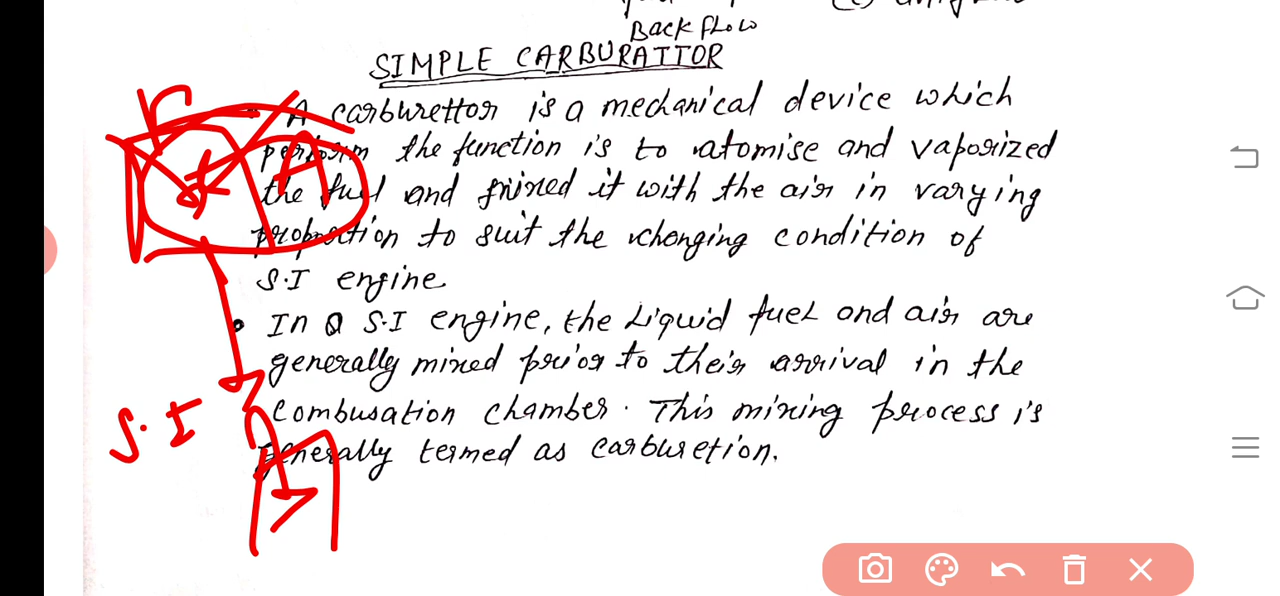 Back flow
SIMPLE CARBURATTOR
A carburettor is a mechanical device which
perform the function is to atomise and vaporized
the fuel and mixed it with the air in varying
proportion to suit the changing condition of
S.I engine
In a S.I engine, the Liquid fuel and air are
generally mixed prior to their arrival in the
combusation chamber. This mixing process is
generally termed as carburetion.
S.I
A